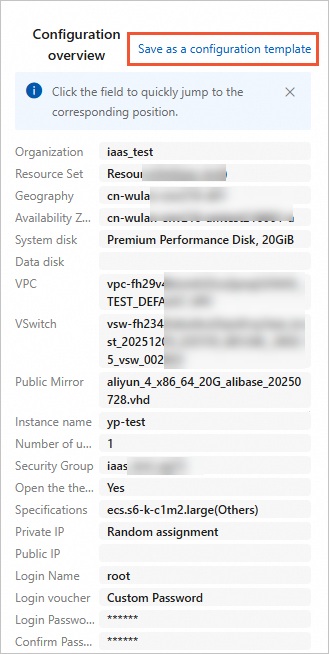 Configuration
overview
Save as a configuration template
Click the field to quickly jump to the
corresponding position.
Organization iaas_test
Resource Set
Geography
Availability Z...
System disk Premium Performance Disk, 20GiB
Data disk
VPC
TEST_DEFA
VSwitch
Public Mirror aliyun_4_x86_64_20G_alibase_20250
728.vhd
Instance name yp-test
Number of u... 1
Security Group iaas
Open the the... Yes
Specifications ecs.s6-k-c1m2.large(Others)
Private IP Random assignment
Public IP
Login Name root
Login voucher Custom Password
Login Passwo... ******
Confirm Pass... ******